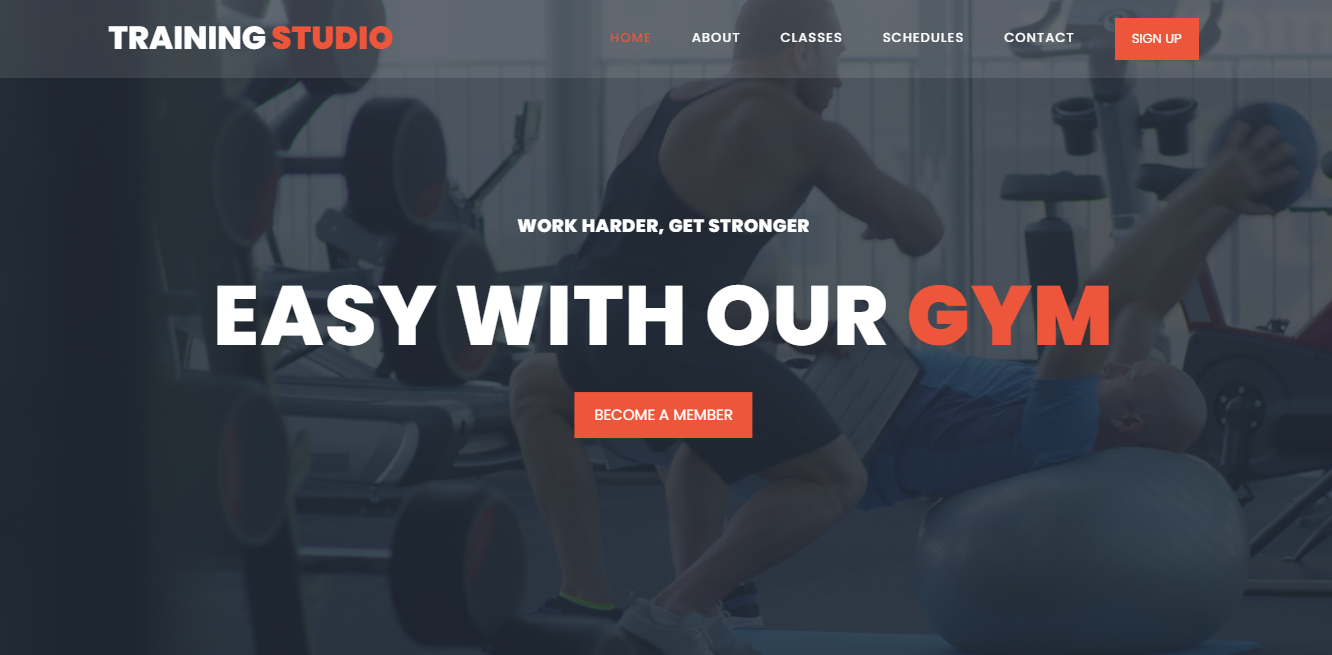 TRAINING STUDIO
HOME ABOUT CLASSES SCHEDULES CONTACT SIGN UP
WORK HARDER, GET STRONGER
EASY WITH OUR GYM
BECOME A MEMBER